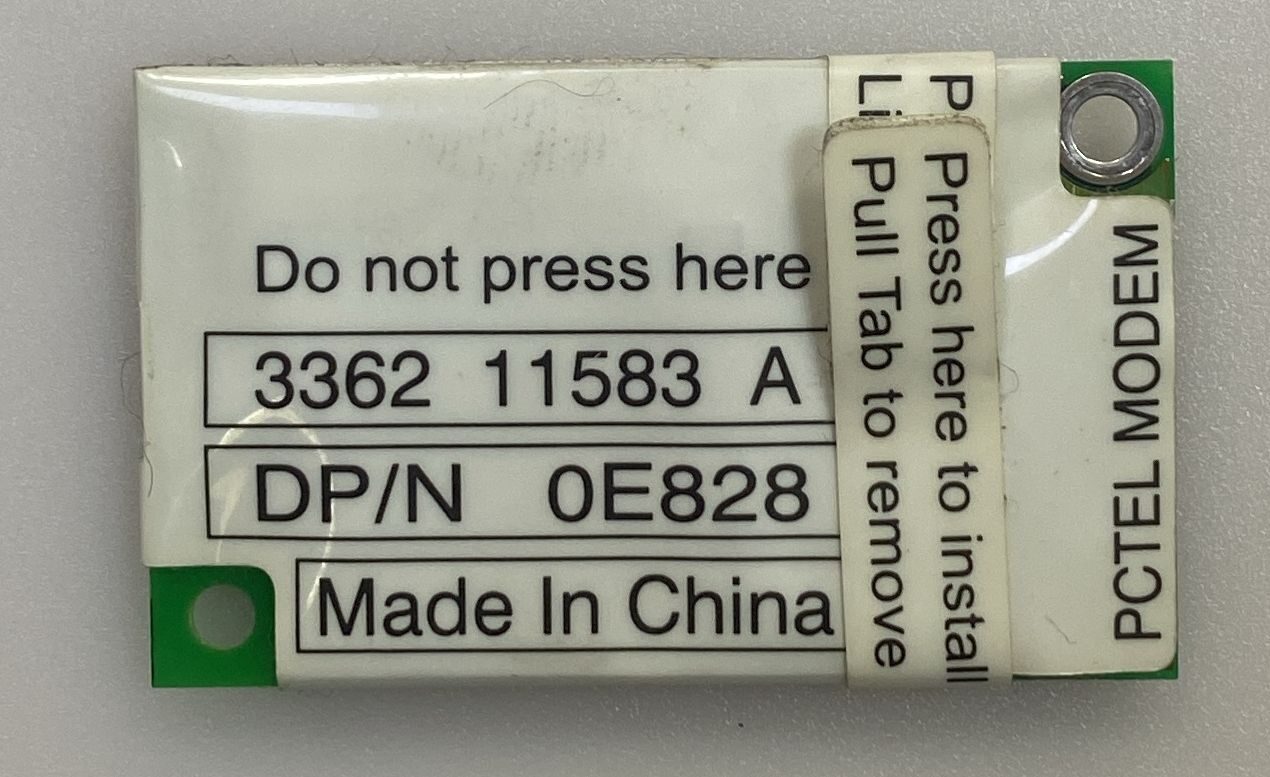 Do not press here
3362 11583 A
DP/N 0E828
Made In China
Press here to install
Pull Tab to remove
PCTEL MODEM